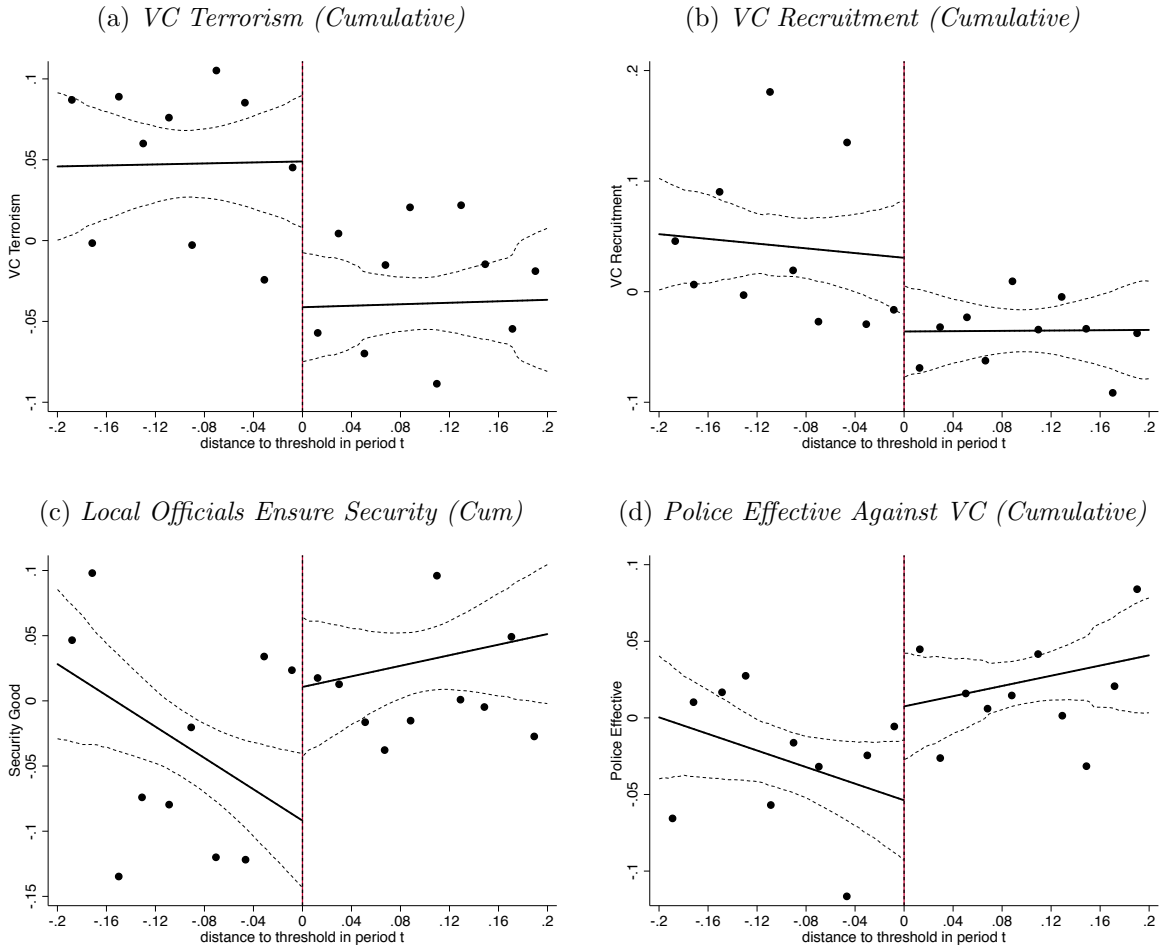 (a) VC Terrorism (Cumulative)
VC Terrorism
.1
.05
0
-.05
-.1
-.2 -.16 -.12 -.08 -.04 0 .04 .08 .12 .16 .2
distance to threshold in period t
(b) VC Recruitment (Cumulative)
VC Recruitment
.2
.1
0
-.1
-.2 -.16 -.12 -.08 -.04 0 .04 .08 .12 .16 .2
distance to threshold in period t
(c) Local Officials Ensure Security (Cum)
Security Good
.1
.05
0
-.05
-.1
-.15
-.2 -.16 -.12 -.08 -.04 0 .04 .08 .12 .16 .2
distance to threshold in period t
(d) Police Effective Against VC (Cumulative)
Police Effective
.1
.05
0
-.05
-.1
-.2 -.16 -.12 -.08 -.04 0 .04 .08 .12 .16 .2
distance to threshold in period t